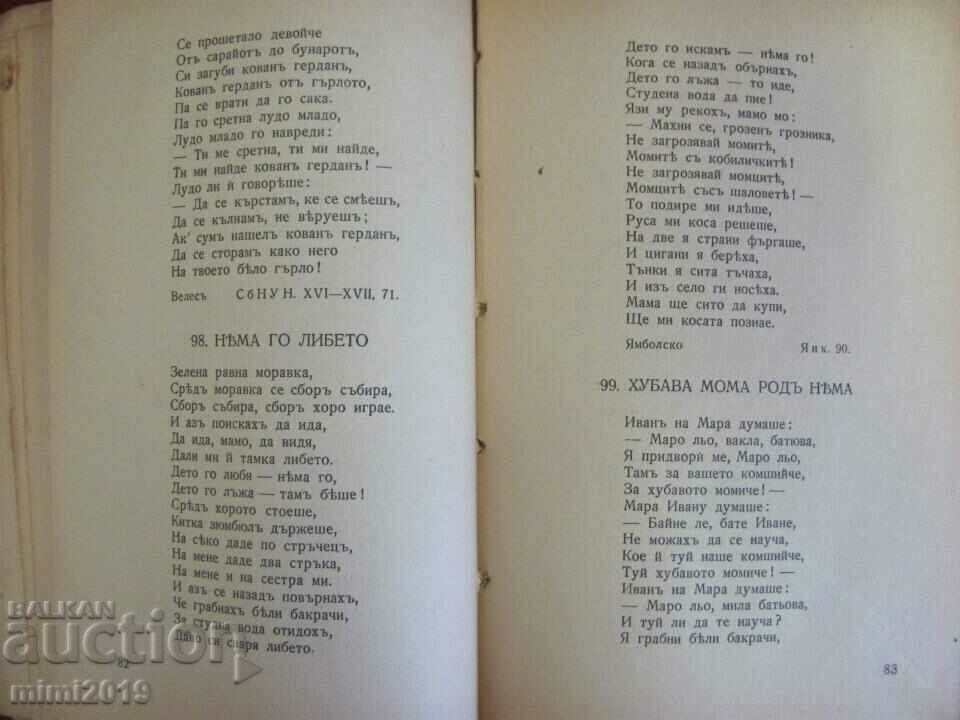 Се прошетало девойче
Отъ сарайотъ до бунаротъ,
Си загуби кованъ герданъ,
Кованъ герданъ отъ гърлото,
Па се врати да го сака.
Па го сретна лудо младо,
Лудо младо го навреди:
— Ти ме сретна, ти ми найде,
Ти ми найде кованъ герданъ! —
Лудо ли ѝ говорѣше:
— Да се кърстамъ, ке се смѣешъ,
Да се кълнамъ, не вѣруешъ;
Ак' сумъ нашелъ кованъ герданъ,
Да се сторамъ како него
На твоето бѣло гърло!
Велесъ СбНУН. XVI—XVII, 71.
98. НѢМА ГО ЛИБЕТО
Зелена равна моравка,
Срѣдъ моравка се сборъ събира,
Сборъ събира, сборъ хоро играе.
И азъ поискахъ да ида,
Да ида, мамо, да видя,
Дали ми ѝ тамка либето.
Дето го любя — нѣма го,
Дето го лъжа — тамъ бѣше!
Срѣдъ хорото стоеше,
Китка зюмбюлъ държеше,
На сѣко даде по стръчецъ,
На мене даде два стръка,
На мене и на сестра ми.
И азъ се назадъ повърнахъ,
Че грабнахъ бѣли бакрачи,
За студна вода отидохъ,
Дано си сваря либето.
82
Дето го искамъ — нѣма го!
Кога се назадъ обърнахъ,
Дето го лъжа — то иде,
Студена вода да пие!
Язи му рекохъ, мамо мо:
— Махни се, грозенъ грозника,
Не загрозявай момитѣ,
Момитѣ съ кобиличкитѣ!
Не загрозявай момцитѣ,
Момцитѣ съсъ шаловетѣ! —
То подире ми идѣше,
Руса ми коса решеше,
На две я страни фъргаше,
И цигани я берѣха,
Тънки я сита тъчаха,
И изъ село ги носѣха.
Мама ще сито да купи,
Ще ми косата познае.
Ямболско Янк. 90.
99. ХУБАВА МОМА РОДЪ НѢМА
Иванъ на Мара думаше:
— Маро льо, вакла, батюва,
Я придвори ме, Маро льо,
Тамъ за вашето комшийче,
За хубавото момиче! —
Мара Ивану думаше:
— Байне ле, бате Иване,
Не можахъ да се науча,
Кое ѝ туй наше комшийче,
Туй хубавото момиче! —
Иванъ на Мара думаше:
— Маро льо, мила батьова,
И туй ли да те науча?
Я грабни бѣли бакрачи,
83
BALKAN
auction
mimi2019